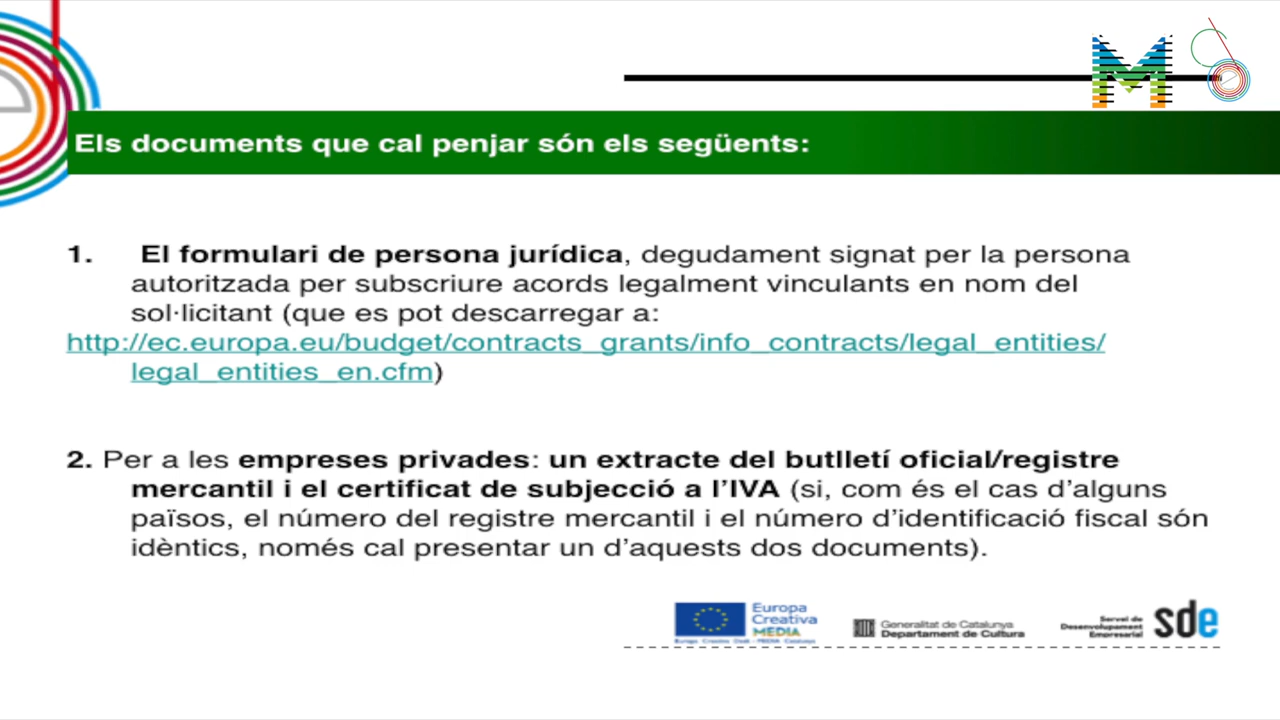 Els documents que cal penjar són els següents:
1. El formulari de persona jurídica, degudament signat per la persona
autoritzada per subscriure acords legalment vinculants en nom del
sol·licitant (que es pot descarregar a:
http://ec.europa.eu/budget/contracts_grants/info_contracts/legal_entities/
legal_entities_en.cfm)
2. Per a les empreses privades: un extracte del butlletí oficial/registre
mercantil i el certificat de subjecció a l’IVA (si, com és el cas d’alguns
països, el número del registre mercantil i el número d’identificació fiscal són
idèntics, només cal presentar un d’aquests dos documents).
Europa
Creativa
MEDIA
Europa Creativa Desk - MEDIA Catalunya
Generalitat de Catalunya
Departament de Cultura
Servei de
Desenvolupament
Empresarial
sde